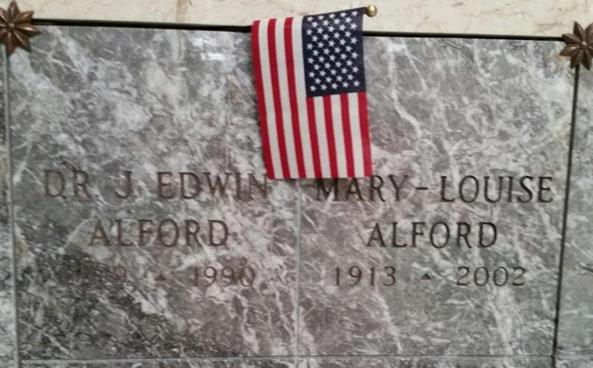 DR J. EDWIN
ALFORD
1990
MARY-LOUISE
ALFORD
1913 - 2002